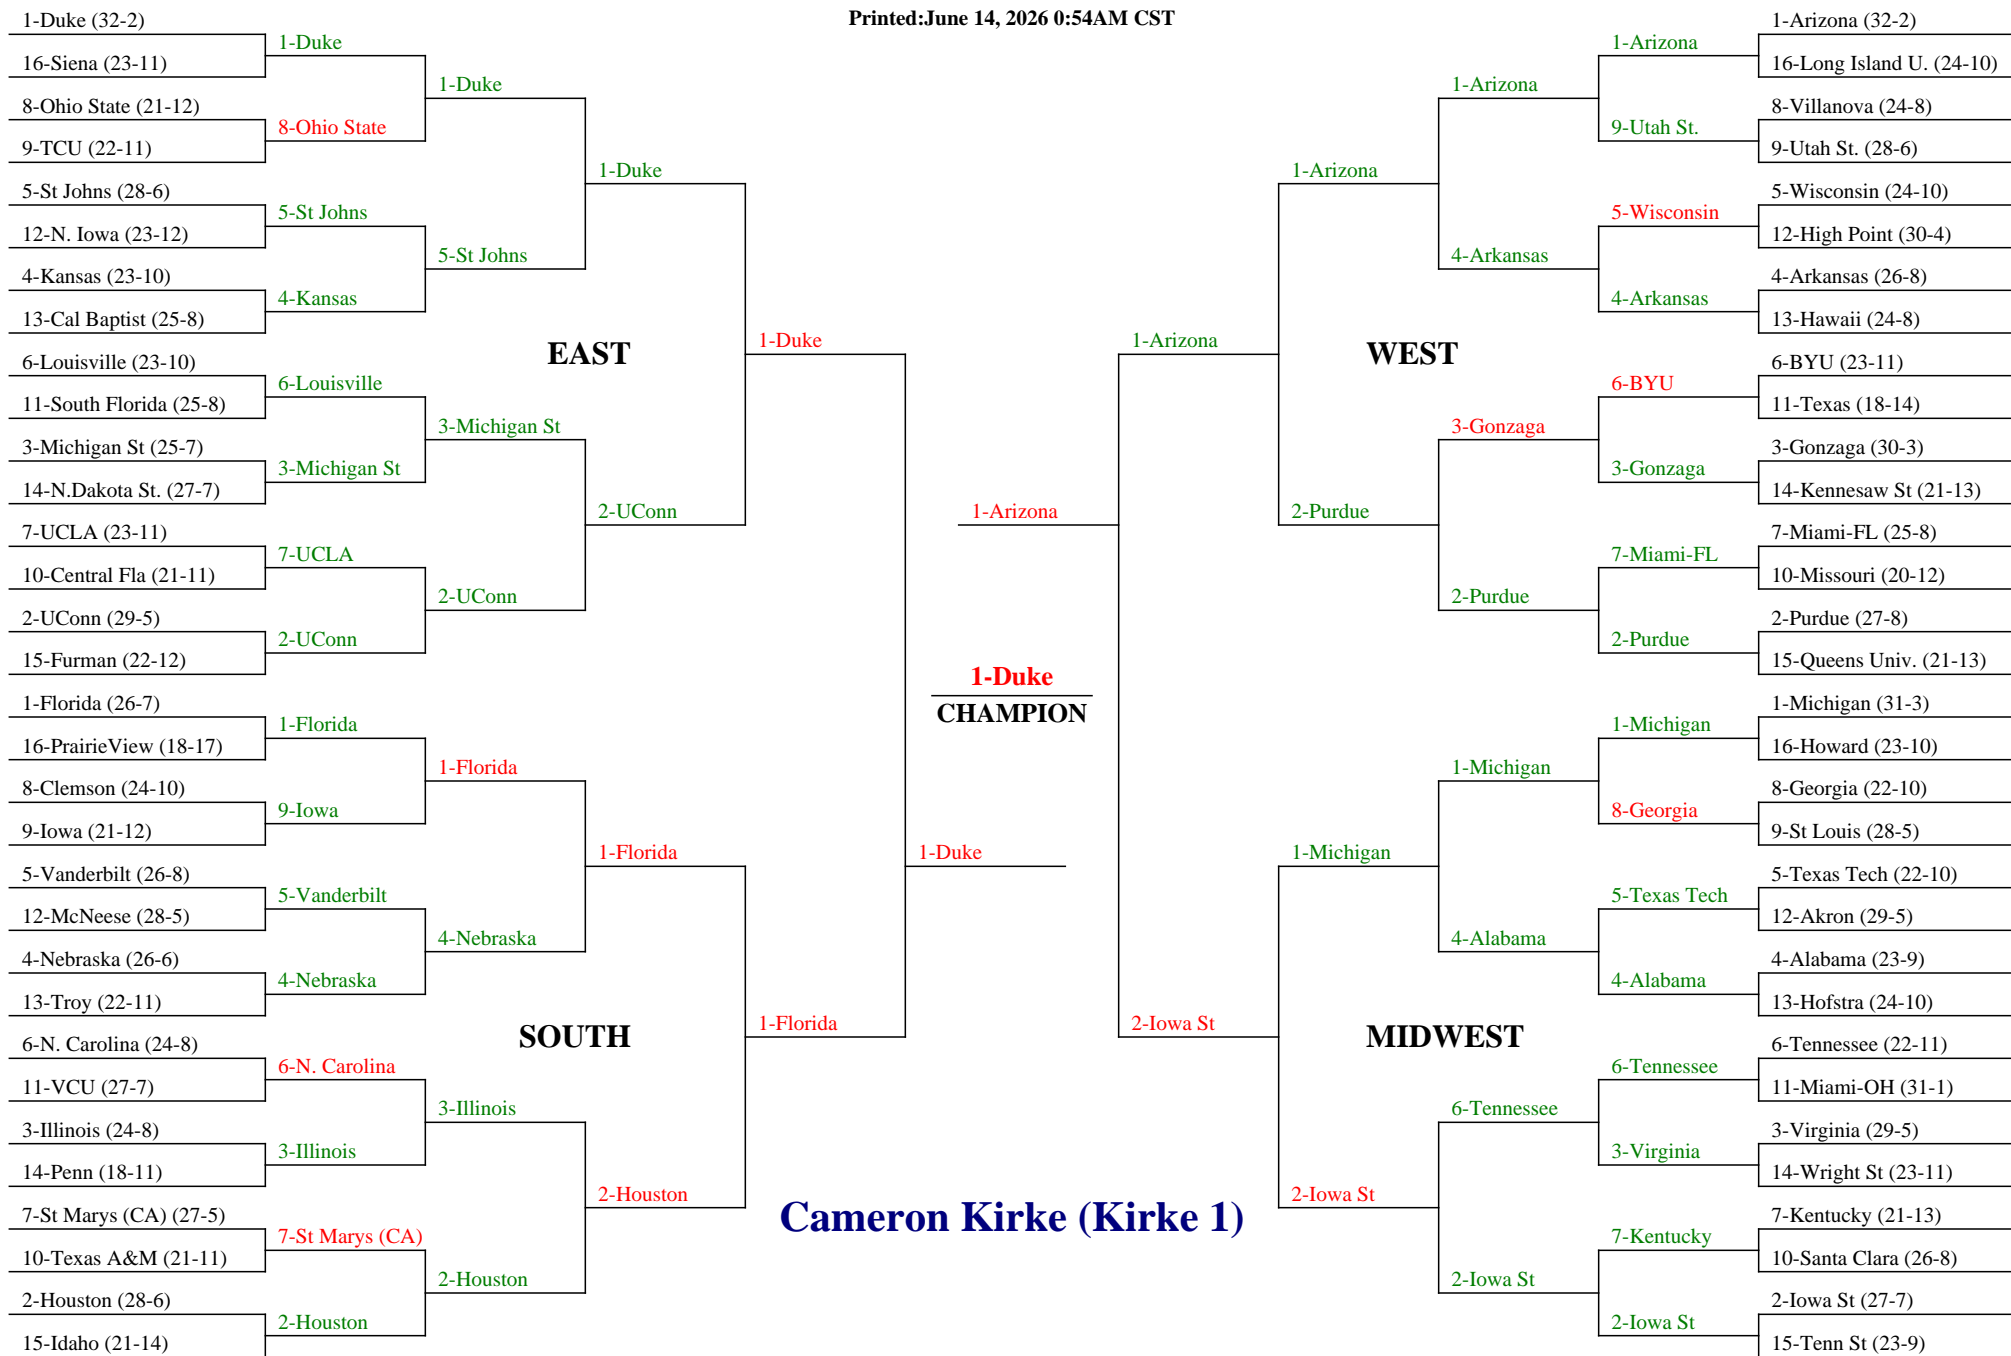 Printed:June 14, 2026 0:54AM CST
1-Duke (32-2)
16-Siena (23-11)
8-Ohio State (21-12)
9-TCU (22-11)
5-St Johns (28-6)
12-N. Iowa (23-12)
4-Kansas (23-10)
13-Cal Baptist (25-8)
6-Louisville (23-10)
11-South Florida (25-8)
3-Michigan St (25-7)
14-N.Dakota St. (27-7)
7-UCLA (23-11)
10-Central Fla (21-11)
2-UConn (29-5)
15-Furman (22-12)
1-Florida (26-7)
16-PrairieView (18-17)
8-Clemson (24-10)
9-Iowa (21-12)
5-Vanderbilt (26-8)
12-McNeese (28-5)
4-Nebraska (26-6)
13-Troy (22-11)
6-N. Carolina (24-8)
11-VCU (27-7)
3-Illinois (24-8)
14-Penn (18-11)
7-St Marys (CA) (27-5)
10-Texas A&M (21-11)
2-Houston (28-6)
15-Idaho (21-14)
1-Duke
8-Ohio State
5-St Johns
4-Kansas
6-Louisville
3-Michigan St
7-UCLA
2-UConn
1-Florida
9-Iowa
5-Vanderbilt
4-Nebraska
6-N. Carolina
3-Illinois
7-St Marys (CA)
2-Houston
1-Duke
5-St Johns
3-Michigan St
2-UConn
1-Florida
4-Nebraska
3-Illinois
2-Houston
1-Duke
EAST
2-UConn
1-Florida
SOUTH
2-Houston
1-Duke
1-Florida
1-Duke
1-Arizona
1-Duke
CHAMPION
Cameron Kirke (Kirke 1)
1-Arizona
2-Iowa St
1-Arizona
WEST
2-Purdue
1-Michigan
MIDWEST
2-Iowa St
1-Arizona
4-Arkansas
3-Gonzaga
2-Purdue
1-Michigan
4-Alabama
6-Tennessee
2-Iowa St
1-Arizona
9-Utah St.
5-Wisconsin
4-Arkansas
6-BYU
3-Gonzaga
7-Miami-FL
2-Purdue
1-Michigan
8-Georgia
5-Texas Tech
4-Alabama
6-Tennessee
3-Virginia
7-Kentucky
2-Iowa St
1-Arizona (32-2)
16-Long Island U. (24-10)
8-Villanova (24-8)
9-Utah St. (28-6)
5-Wisconsin (24-10)
12-High Point (30-4)
4-Arkansas (26-8)
13-Hawaii (24-8)
6-BYU (23-11)
11-Texas (18-14)
3-Gonzaga (30-3)
14-Kennesaw St (21-13)
7-Miami-FL (25-8)
10-Missouri (20-12)
2-Purdue (27-8)
15-Queens Univ. (21-13)
1-Michigan (31-3)
16-Howard (23-10)
8-Georgia (22-10)
9-St Louis (28-5)
5-Texas Tech (22-10)
12-Akron (29-5)
4-Alabama (23-9)
13-Hofstra (24-10)
6-Tennessee (22-11)
11-Miami-OH (31-1)
3-Virginia (29-5)
14-Wright St (23-11)
7-Kentucky (21-13)
10-Santa Clara (26-8)
2-Iowa St (27-7)
15-Tenn St (23-9)